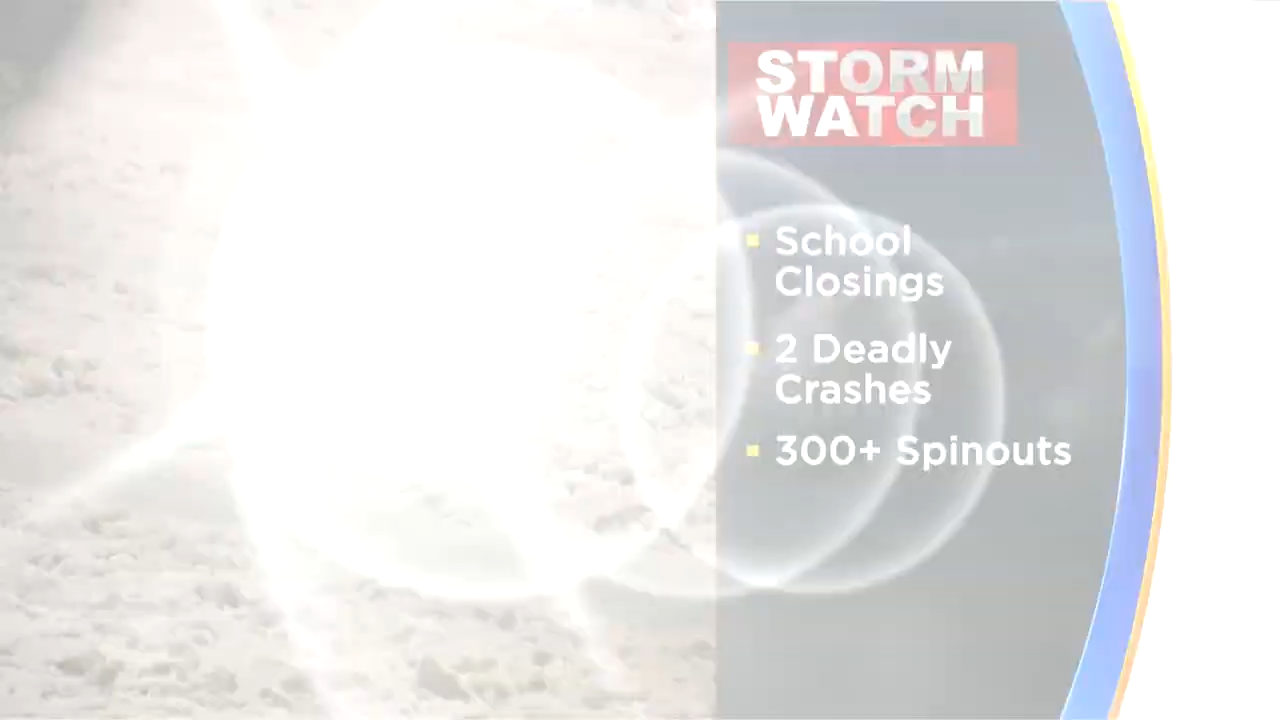 STORM
WATCH
School
Closings
2 Deadly
Crashes
300+ Spinouts